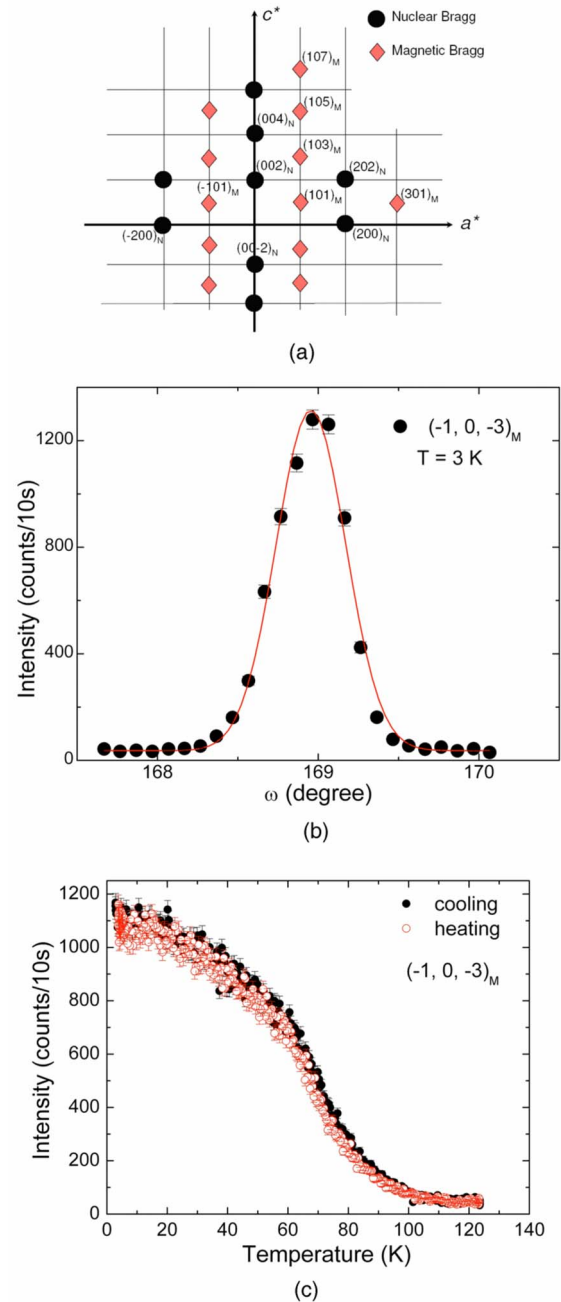 c*
Nuclear Bragg
Magnetic Bragg
(107)M
(105)M
(004)N
(103)M
(002)N
(202)N
(-101)M
(101)M
(301)M
a*
(-200)N
(00-2)N
(200)N
(a)
1200
800
400
0
Intensity (counts/10s)
(-1, 0, -3)M
T = 3 K
168
169
170
ω (degree)
(b)
1200
1000
800
600
400
200
0
Intensity (counts/10s)
cooling
heating
(-1, 0, -3)M
0 20 40 60 80 100 120 140
Temperature (K)
(c)